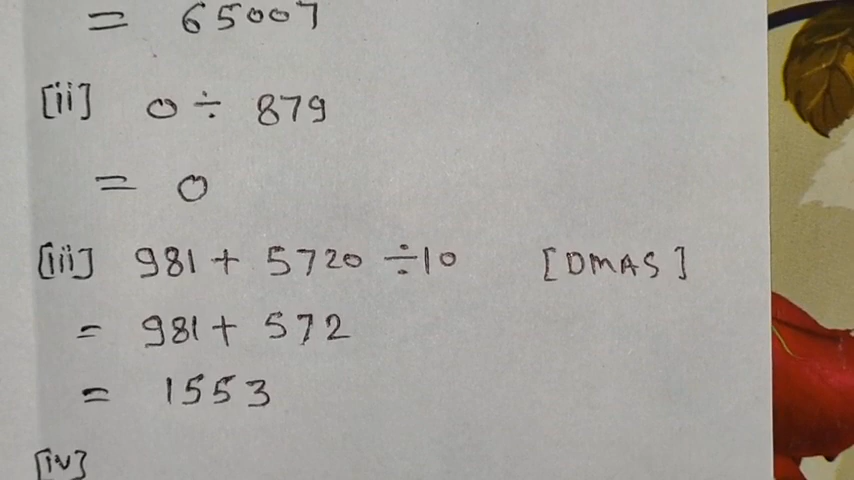 = 65007
[ii] 0 ÷ 879
= 0
[iii] 981 + 5720 ÷10 [DMAS]
= 981 + 572
= 1553
[iv]